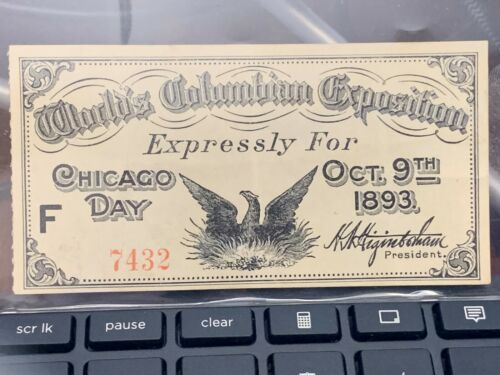 World's Columbian Exposition
Expressly For
CHICAGO DAY
OCT. 9TH 1893.
F
7432
H. N. Higinbotham
President.
scr lk
pause
clear